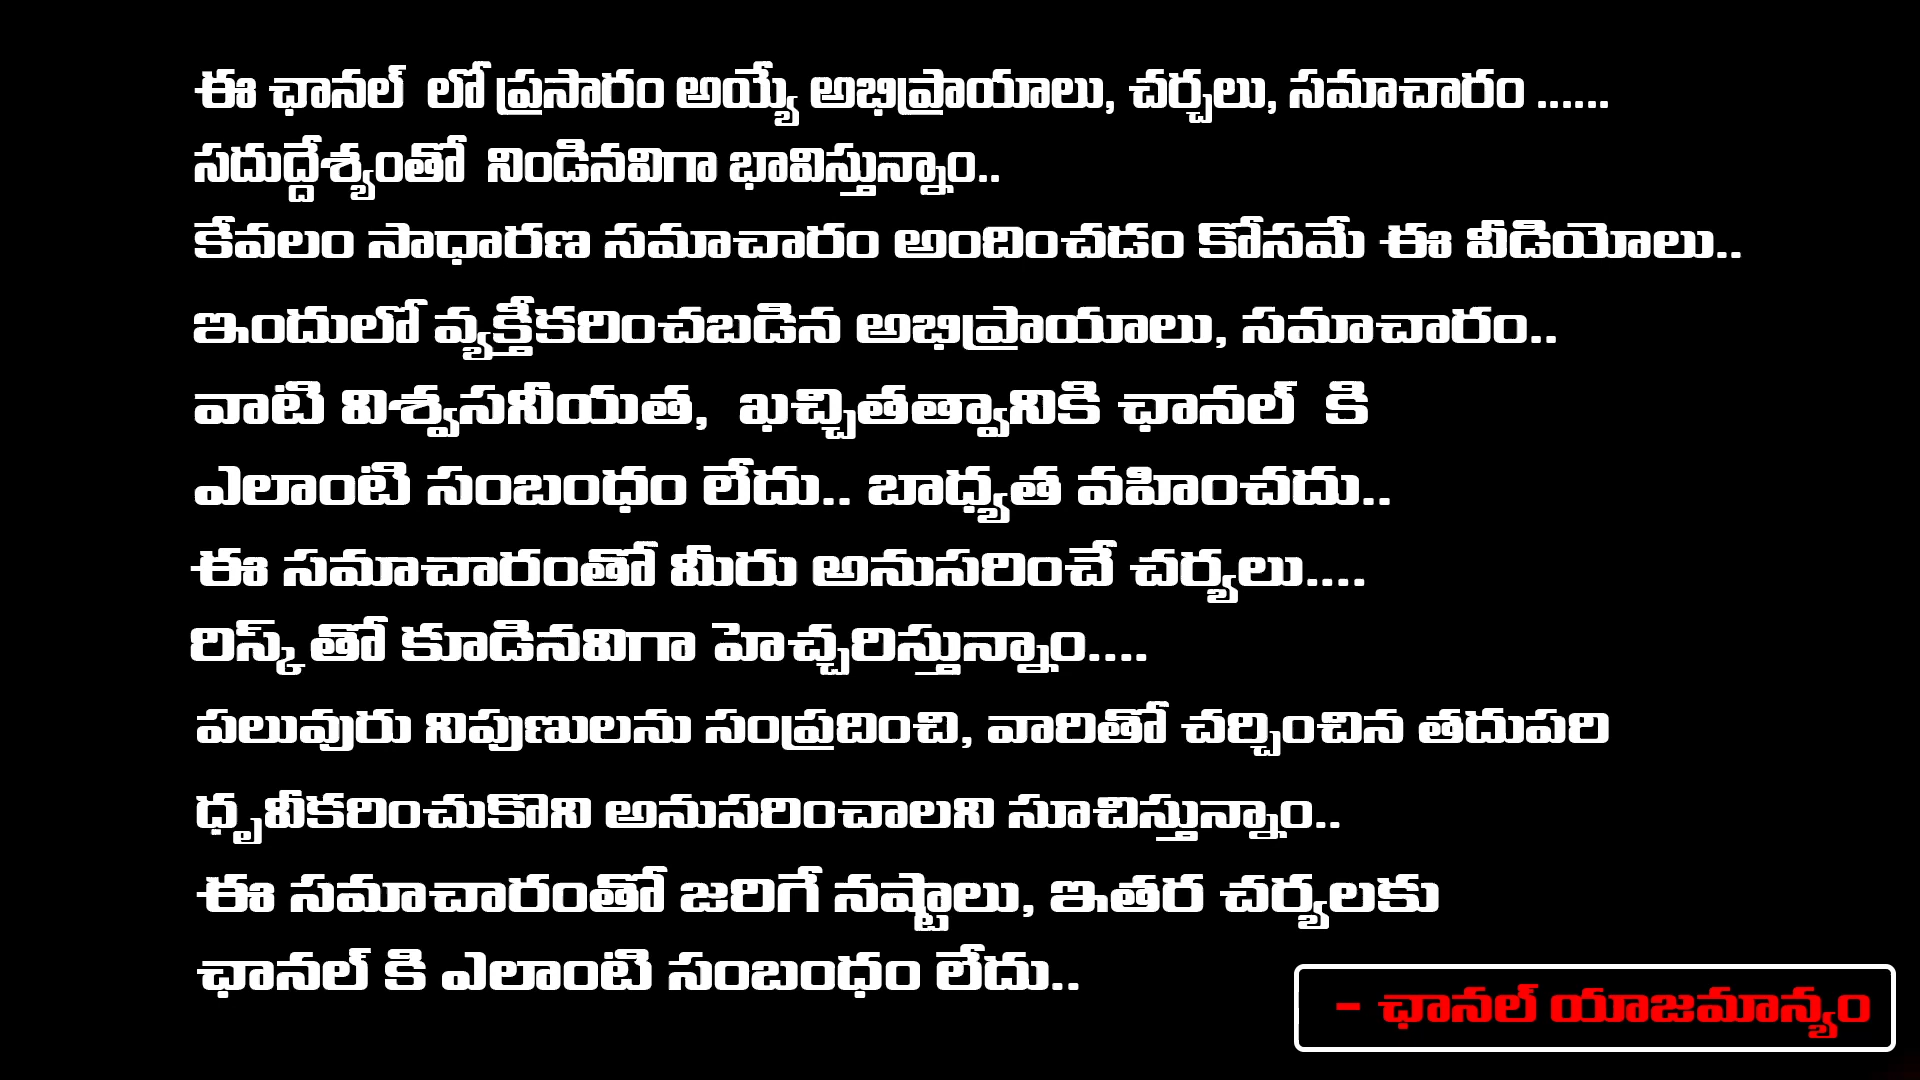 ఈ ఛానల్ లో ప్రసారం అయ్యే అభిప్రాయాలు, చర్చలు, సమాచారం ......
సదుద్దేశ్యంతో నిండినవిగా భావిస్తున్నాం..
కేవలం సాధారణ సమాచారం అందించడం కోసమే ఈ వీడియోలు..
ఇందులో వ్యక్తీకరించబడిన అభిప్రాయాలు, సమాచారం..
వాటి విశ్వసనీయత, ఖచ్చితత్వానికి ఛానల్ కి
ఎలాంటి సంబంధం లేదు.. బాధ్యత వహించదు..
ఈ సమాచారంతో మీరు అనుసరించే చర్యలు....
రిస్క్ తో కూడినవిగా హెచ్చరిస్తున్నాం....
పలువురు నిపుణులను సంప్రదించి, వారితో చర్చించిన తదుపరి
ధృవీకరించుకొని అనుసరించాలని సూచిస్తున్నాం..
ఈ సమాచారంతో జరిగే నష్టాలు, ఇతర చర్యలకు
ఛానల్ కి ఎలాంటి సంబంధం లేదు..
- ఛానల్ యాజమాన్యం